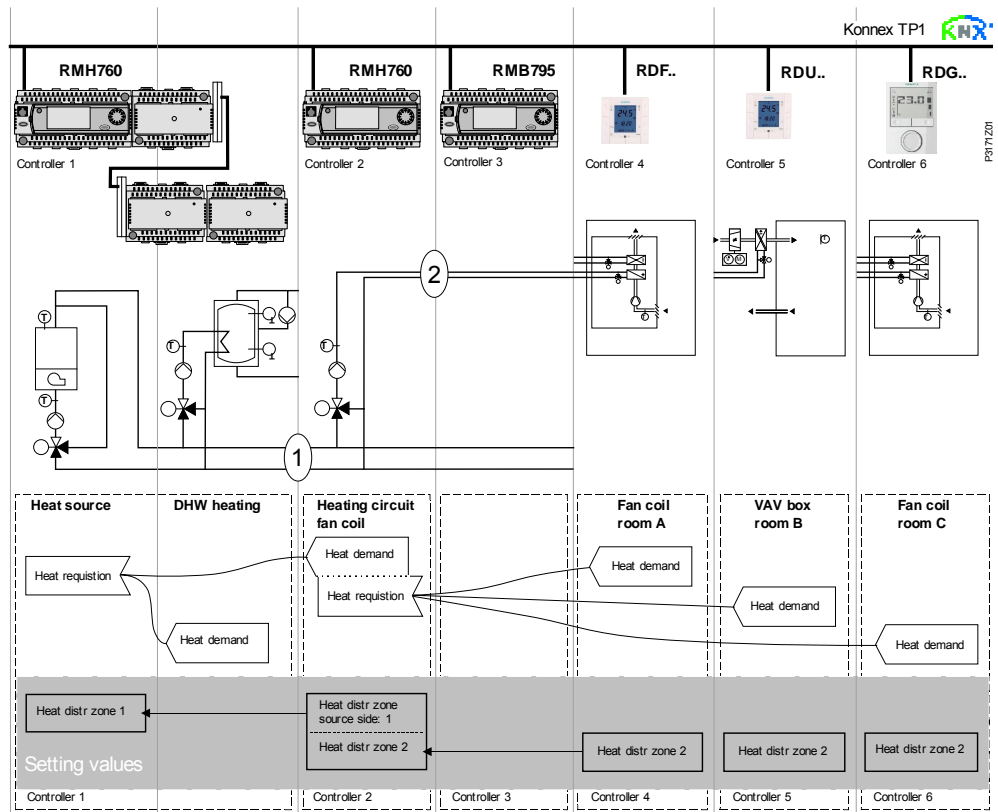 Konnex TP1
KNX
RMH760
RMH760
RMB795
RDF..
RDU..
RDG..
Controller 1
Controller 2
Controller 3
Controller 4
Controller 5
Controller 6
P3171Z01
T
T
T
T
2
1
Heat source
DHW heating
Heating circuit
fan coil
Fan coil
room A
VAV box
room B
Fan coil
room C
Heat requistion
Heat demand
Heat demand
Heat requistion
Heat demand
Heat demand
Heat demand
Heat distr zone 1
Heat distr zone
source side: 1
Heat distr zone 2
Heat distr zone 2
Heat distr zone 2
Heat distr zone 2
Setting values
Controller 1
Controller 2
Controller 3
Controller 4
Controller 5
Controller 6